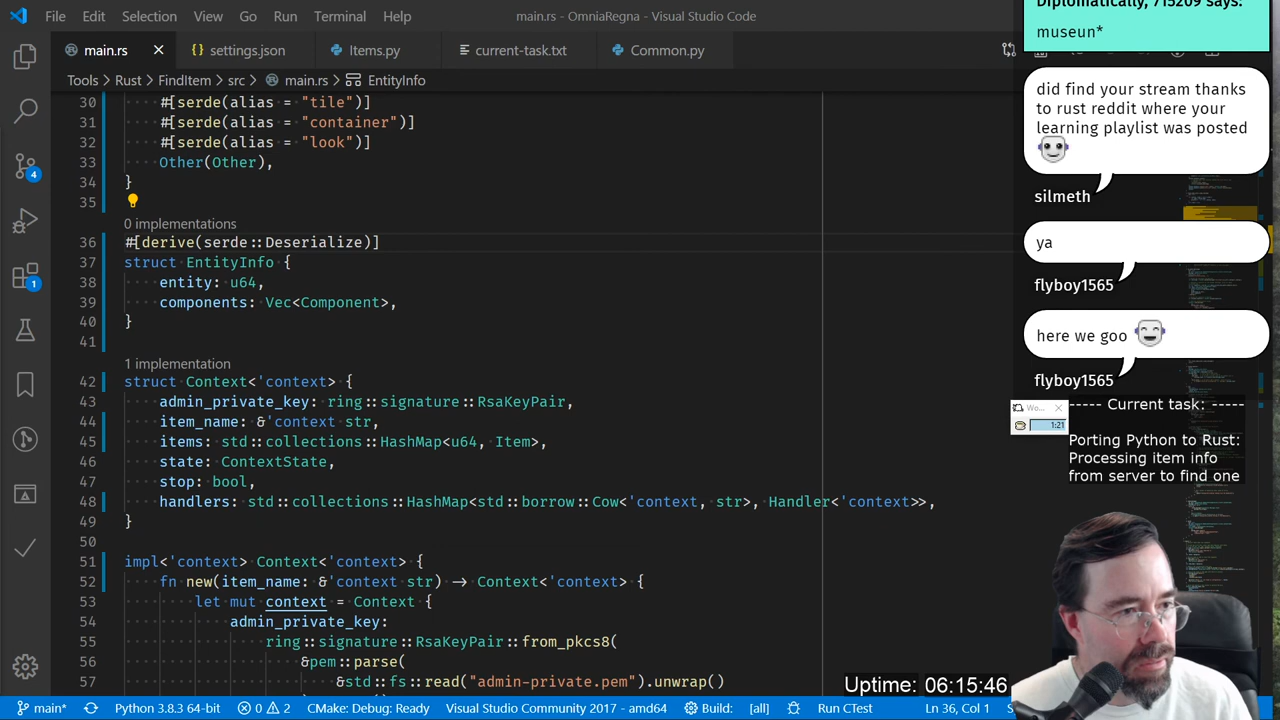 File Edit Selection View Go Run Terminal Help
main.rs - OmniaRegna - Visual Studio Code
main.rs
settings.json
Items.py
current-task.txt
Common.py
Tools > Rust > FindItem > src > main.rs > EntityInfo
30 #[serde(alias = "tile")]
31 #[serde(alias = "container")]
32 #[serde(alias = "look")]
33 Other(Other),
34 }
35
0 implementations
36 #[derive(serde::Deserialize)]
37 struct EntityInfo {
38 entity: u64,
39 components: Vec<Component>,
40 }
41
1 implementation
42 struct Context<'context> {
43 admin_private_key: ring::signature::RsaKeyPair,
44 item_name: &'context str,
45 items: std::collections::HashMap<u64, Item>,
46 state: ContextState,
47 stop: bool,
48 handlers: std::collections::HashMap<std::borrow::Cow<'context, str>, Handler<'context>>,
49 }
50
51 impl<'context> Context<'context> {
52 fn new(item_name: &'context str) -> Context<'context> {
53 let mut context = Context {
54 admin_private_key:
55 ring::signature::RsaKeyPair::from_pkcs8(
56 &pem::parse(
57 &std::fs::read("admin-private.pem").unwrap()
4
1
Diplomatically, 715209 says:
museun*
did find your stream thanks
to rust reddit where your
learning playlist was posted
silmeth
ya
flyboy1565
here we goo
flyboy1565
Wo...
1:21
----- Current task: -----
Porting Python to Rust:
Processing item info
from server to find one
Uptime: 06:15:46
main* Python 3.8.3 64-bit 0 2 CMake: Debug: Ready Visual Studio Community 2017 - amd64 Build: [all] Run CTest Ln 36, Col 1